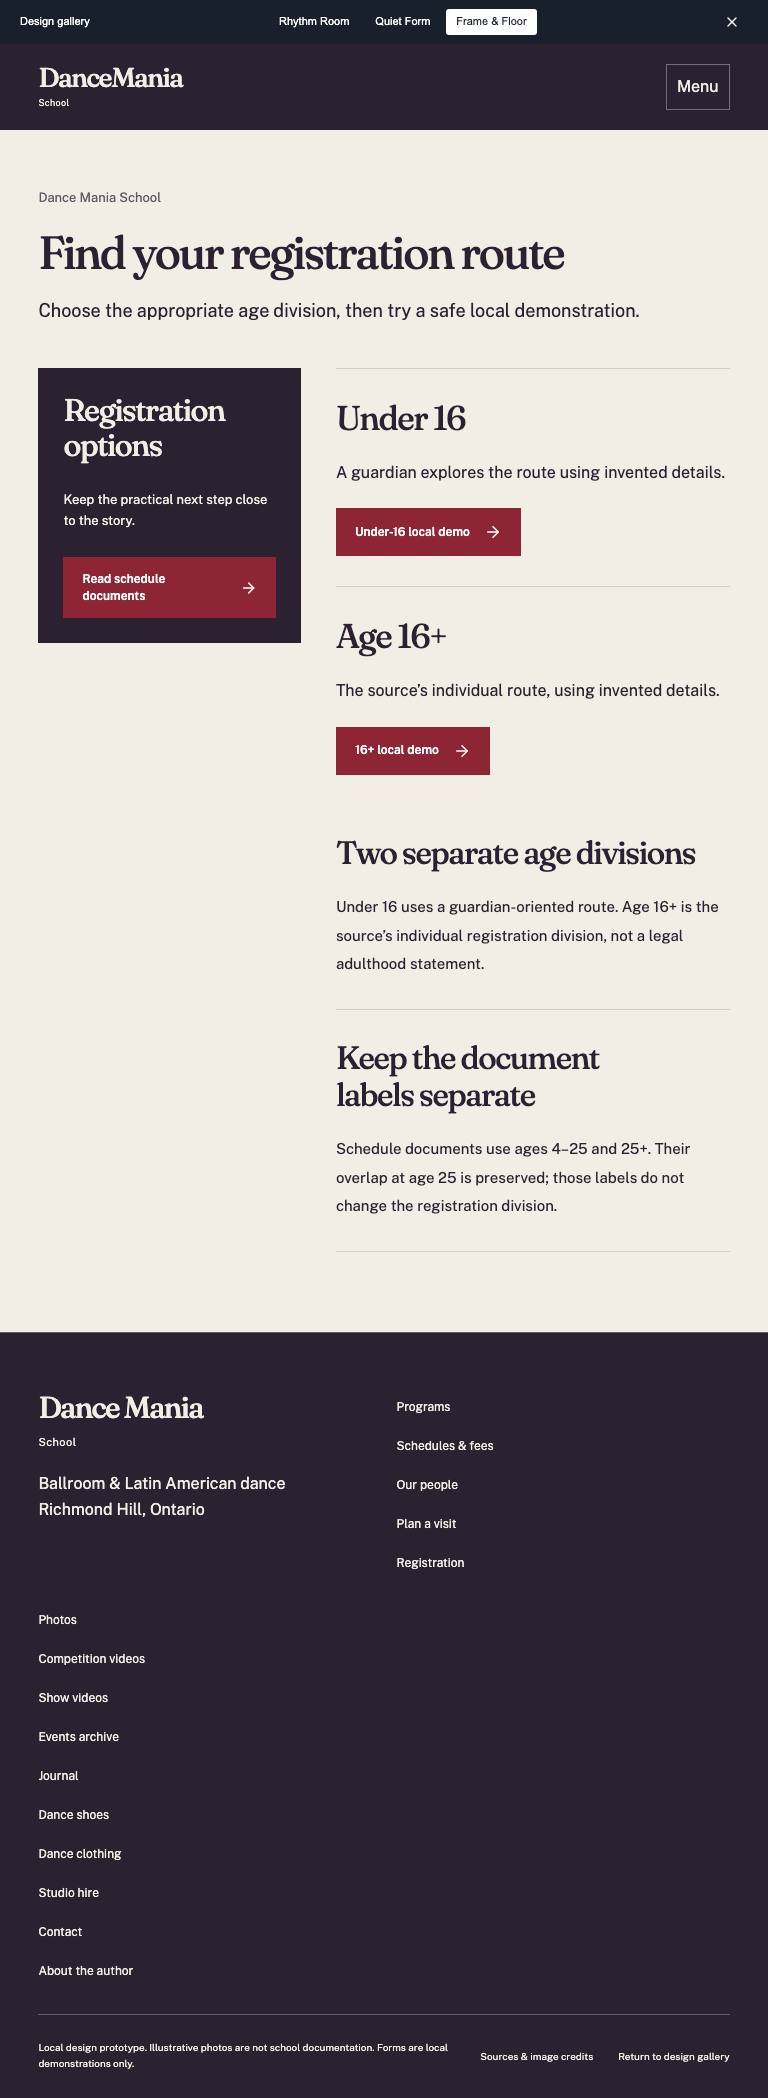 Design gallery
Rhythm Room
Quiet Form
Frame & Floor
DanceMania
School
Menu
Dance Mania School
Find your registration route
Choose the appropriate age division, then try a safe local demonstration.
Registration
options
Keep the practical next step close
to the story.
Read schedule
documents
Under 16
A guardian explores the route using invented details.
Under-16 local demo
Age 16+
The source’s individual route, using invented details.
16+ local demo
Two separate age divisions
Under 16 uses a guardian-oriented route. Age 16+ is the
source’s individual registration division, not a legal
adulthood statement.
Keep the document
labels separate
Schedule documents use ages 4–25 and 25+. Their
overlap at age 25 is preserved; those labels do not
change the registration division.
Dance Mania
School
Ballroom & Latin American dance
Richmond Hill, Ontario
Programs
Schedules & fees
Our people
Plan a visit
Registration
Photos
Competition videos
Show videos
Events archive
Journal
Dance shoes
Dance clothing
Studio hire
Contact
About the author
Local design prototype. Illustrative photos are not school documentation. Forms are local
demonstrations only.
Sources & image credits
Return to design gallery